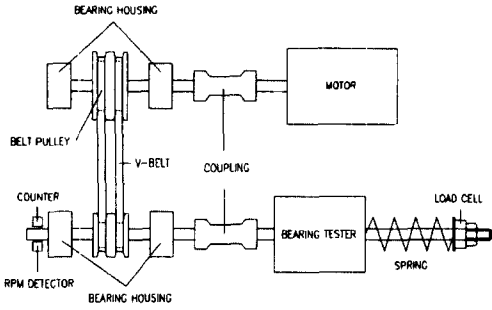 BEARING HOUSING
MOTOR
BELT PULLEY
V-BELT
COUPLING
COUNTER
LOAD CELL
BEARING TESTER
SPRING
RPM DETECTOR
BEARING HOUSING